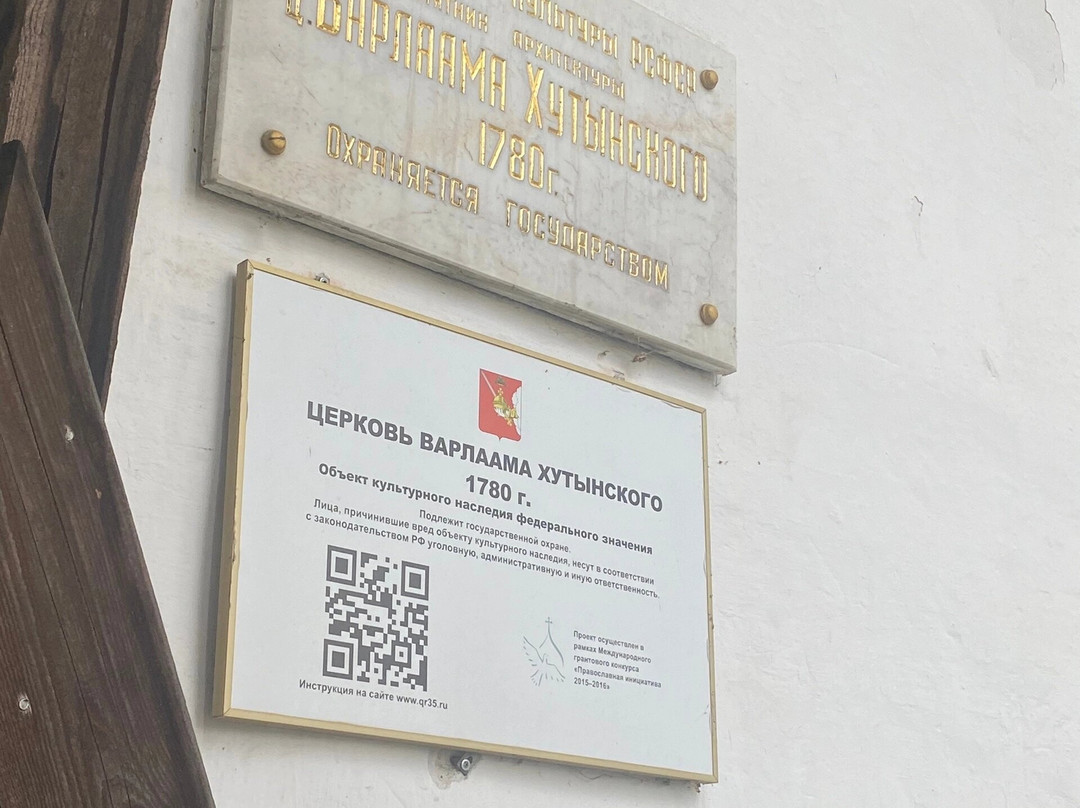 КУЛЬТУРЫ РСФСР
АРХИТЕКТУРЫ
Ц. ВАРЛААМА ХУТЫНСКОГО
1780 г.
ОХРАНЯЕТСЯ ГОСУДАРСТВОМ
ЦЕРКОВЬ ВАРЛААМА ХУТЫНСКОГО
1780 г.
Объект культурного наследия федерального значения
Подлежит государственной охране.
Лица, причинившие вред объекту культурного наследия, несут в соответствии
с законодательством РФ уголовную, административную и иную ответственность.
Инструкция на сайте www.qr35.ru
Проект осуществлен в
рамках Международного
грантового конкурса
«Православная инициатива
2015–2016»